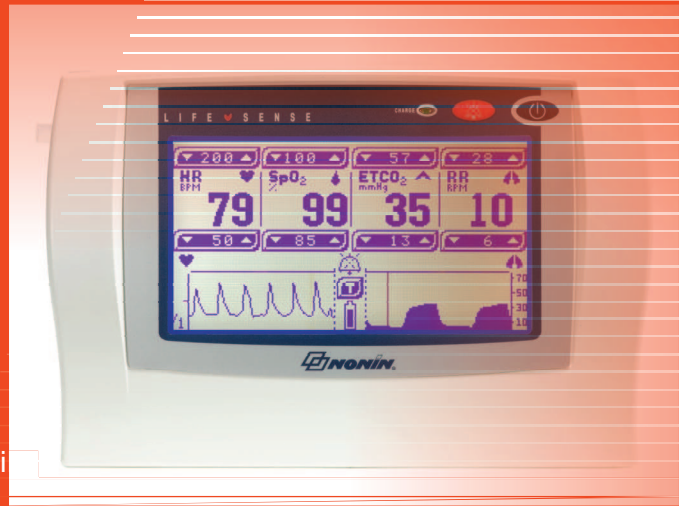 LIFE SENSE
CHARGE
200 100 57 28
HR SpO₂ ETCO₂ RR
BPM % mmHg BPM
79 99 35 10
50 85 13 6
T
70
50
30
10
/1
NONIN.
i